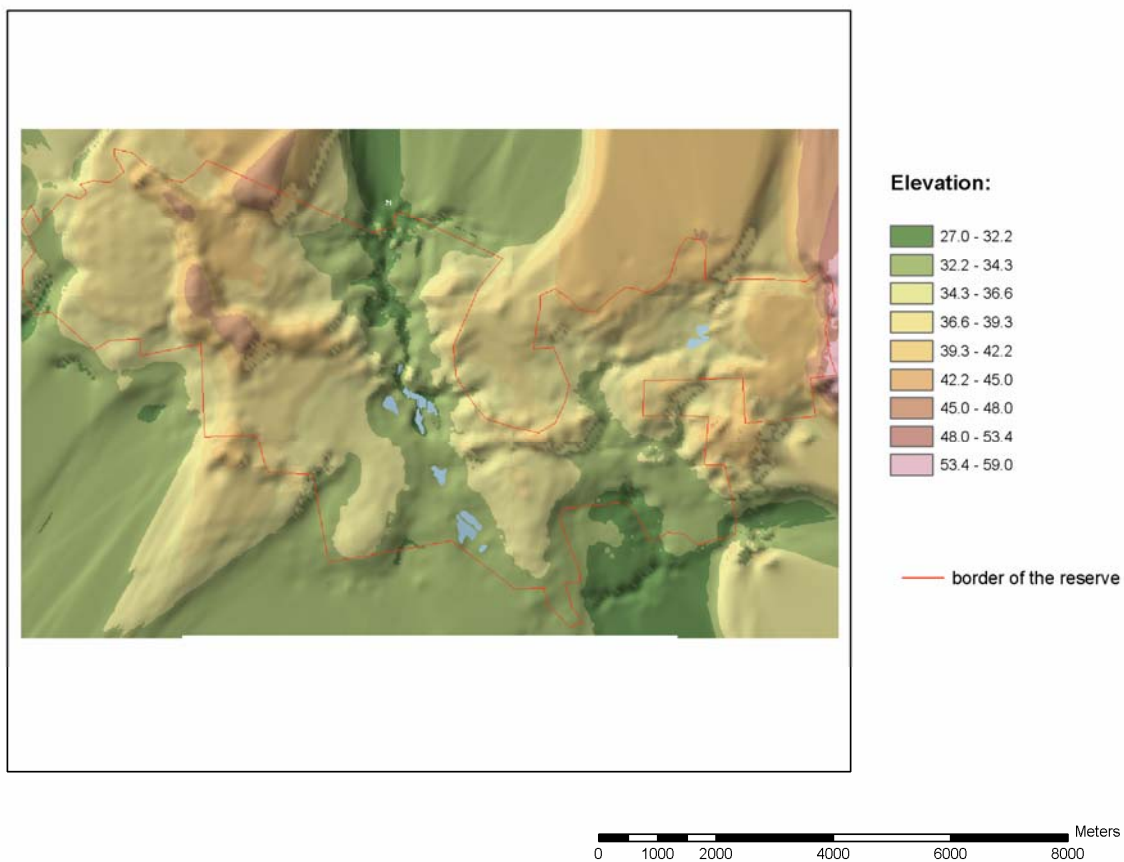 Elevation:
27.0 - 32.2
32.2 - 34.3
34.3 - 36.6
36.6 - 39.3
39.3 - 42.2
42.2 - 45.0
45.0 - 48.0
48.0 - 53.4
53.4 - 59.0
border of the reserve
Meters
0 1000 2000 4000 6000 8000